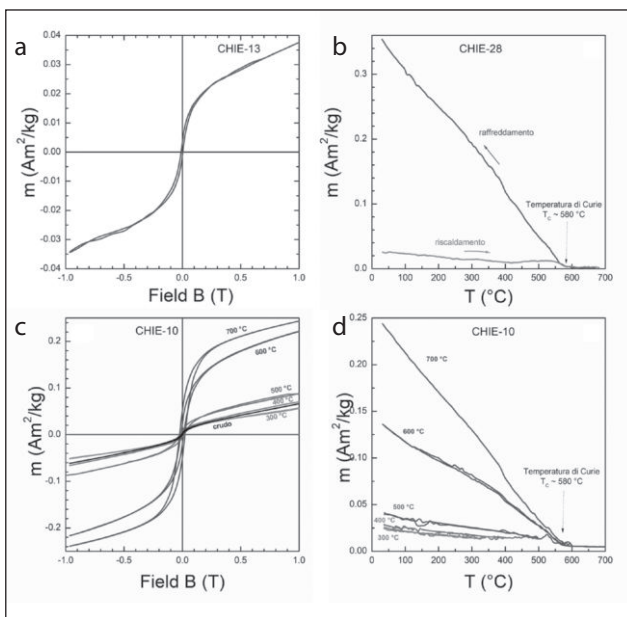 a
CHIE-13
0.04
0.03
0.02
0.01
0.00
-0.01
-0.02
-0.03
0.04
-1.0
-0.5
0.0
0.5
1.0
m (Am²/kg)
Field B (T)
b
CHIE-28
0.3
0.2
0.1
0.0
0
100
200
300
400
500
600
700
m (Am²/kg)
T (°C)
raffreddamento
riscaldamento
Temperatura di Curie
T_C ~ 580 °C
c
CHIE-10
0.2
0.1
0.0
-0.1
-0.2
-1.0
-0.5
0.0
0.5
1.0
m (Am²/kg)
Field B (T)
700 °C
600 °C
500 °C
400 °C
300 °C
crudo
d
CHIE-10
0.25
0.20
0.15
0.10
0.05
0.00
0
100
200
300
400
500
600
700
m (Am²/kg)
T (°C)
700 °C
600 °C
500 °C
400 °C
300 °C
Temperatura di Curie
T_C ~ 580 °C